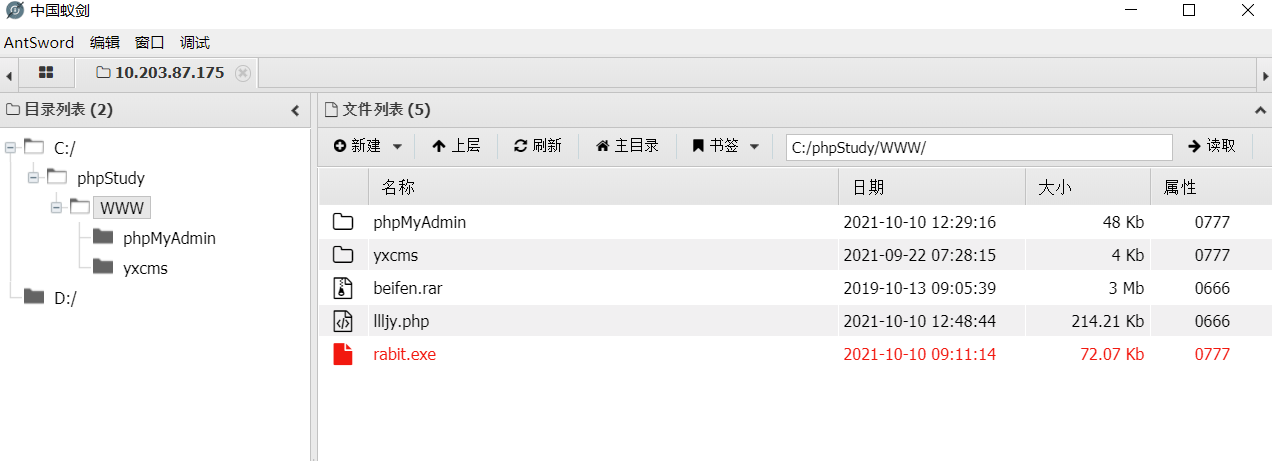 中国蚁剑
AntSword 编辑 窗口 调试
10.203.87.175
目录列表 (2)
C:/
phpStudy
WWW
phpMyAdmin
yxcms
D:/
文件列表 (5)
新建 上层 刷新 主目录 书签 C:/phpStudy/WWW/ 读取
名称 日期 大小 属性
phpMyAdmin 2021-10-10 12:29:16 48 Kb 0777
yxcms 2021-09-22 07:28:15 4 Kb 0777
beifen.rar 2019-10-13 09:05:39 3 Mb 0666
llljy.php 2021-10-10 12:48:44 214.21 Kb 0666
rabit.exe 2021-10-10 09:11:14 72.07 Kb 0777